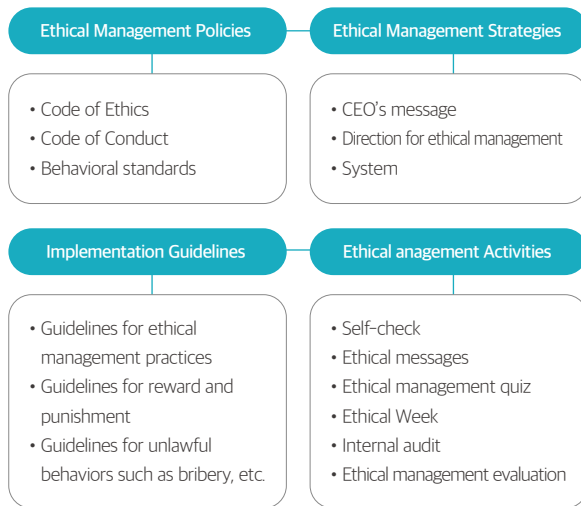 Ethical Management Policies
Ethical Management Strategies
• Code of Ethics
• Code of Conduct
• Behavioral standards
• CEO's message
• Direction for ethical management
• System
Implementation Guidelines
Ethical anagement Activities
• Guidelines for ethical
management practices
• Guidelines for reward and
punishment
• Guidelines for unlawful
behaviors such as bribery, etc.
• Self-check
• Ethical messages
• Ethical management quiz
• Ethical Week
• Internal audit
• Ethical management evaluation